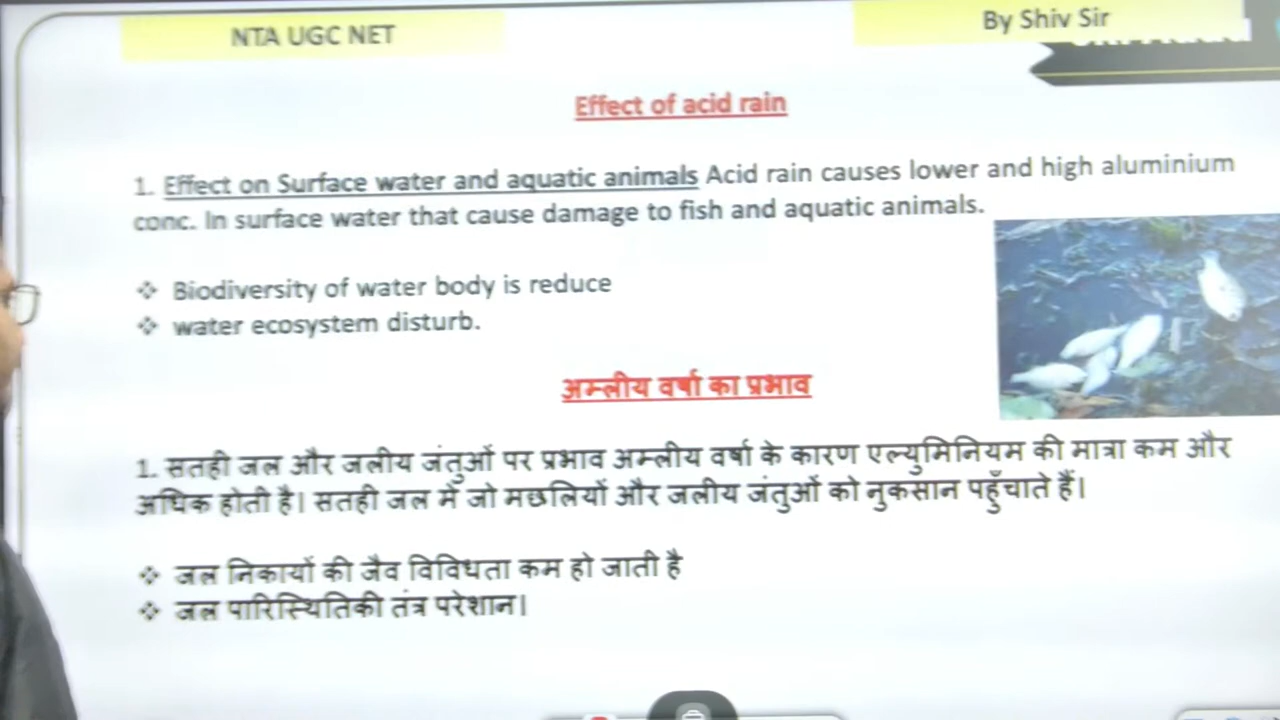 NTA UGC NET
By Shiv Sir
Effect of acid rain
1. Effect on Surface water and aquatic animals Acid rain causes lower and high aluminium
conc. In surface water that cause damage to fish and aquatic animals.
❖ Biodiversity of water body is reduce
❖ water ecosystem disturb.
अम्लीय वर्षा का प्रभाव
1. सतही जल और जलीय जंतुओं पर प्रभाव अम्लीय वर्षा के कारण एल्युमिनियम की मात्रा कम और
अधिक होती है। सतही जल में जो मछलियों और जलीय जंतुओं को नुकसान पहुँचाते हैं।
❖ जल निकायों की जैव विविधता कम हो जाती है
❖ जल पारिस्थितिकी तंत्र परेशान।